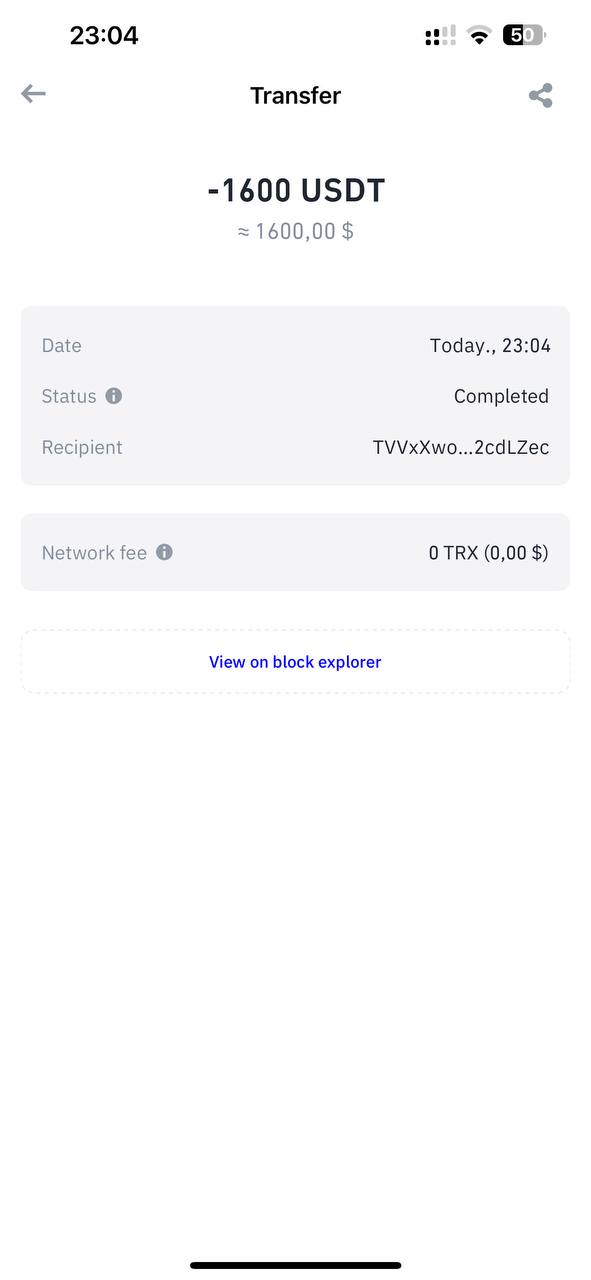 23:04
50
Transfer
-1600 USDT
≈ 1600,00 $
Date Today., 23:04
Status Completed
Recipient TVVxXwo...2cdLZec
Network fee 0 TRX (0,00 $)
View on block explorer